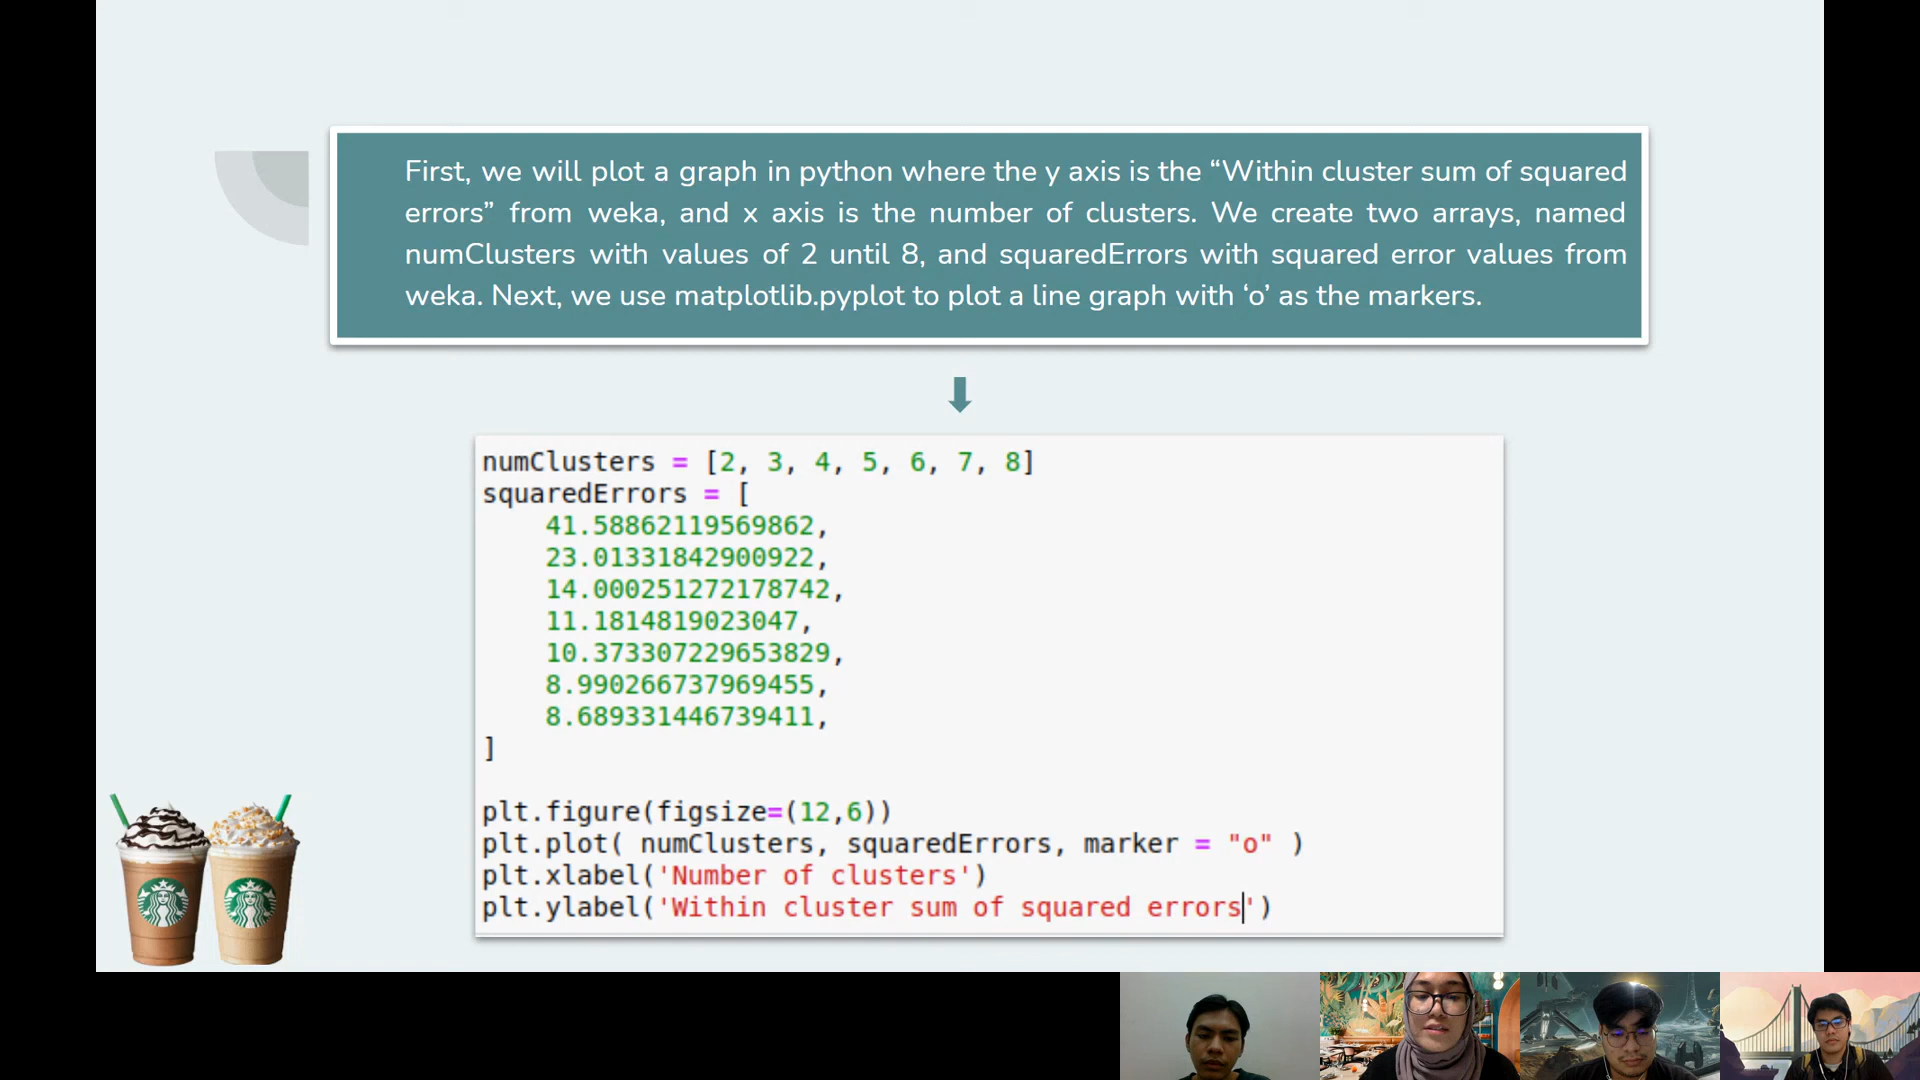 First, we will plot a graph in python where the y axis is the “Within cluster sum of squared
errors” from weka, and x axis is the number of clusters. We create two arrays, named
numClusters with values of 2 until 8, and squaredErrors with squared error values from
weka. Next, we use matplotlib.pyplot to plot a line graph with ‘o’ as the markers.
numClusters = [2, 3, 4, 5, 6, 7, 8]
squaredErrors = [
    41.58862119569862,
    23.01331842900922,
    14.000251272178742,
    11.1814819023047,
    10.373307229653829,
    8.990266737969455,
    8.689331446739411,
]
plt.figure(figsize=(12,6))
plt.plot( numClusters, squaredErrors, marker = "o" )
plt.xlabel('Number of clusters')
plt.ylabel('Within cluster sum of squared errors')